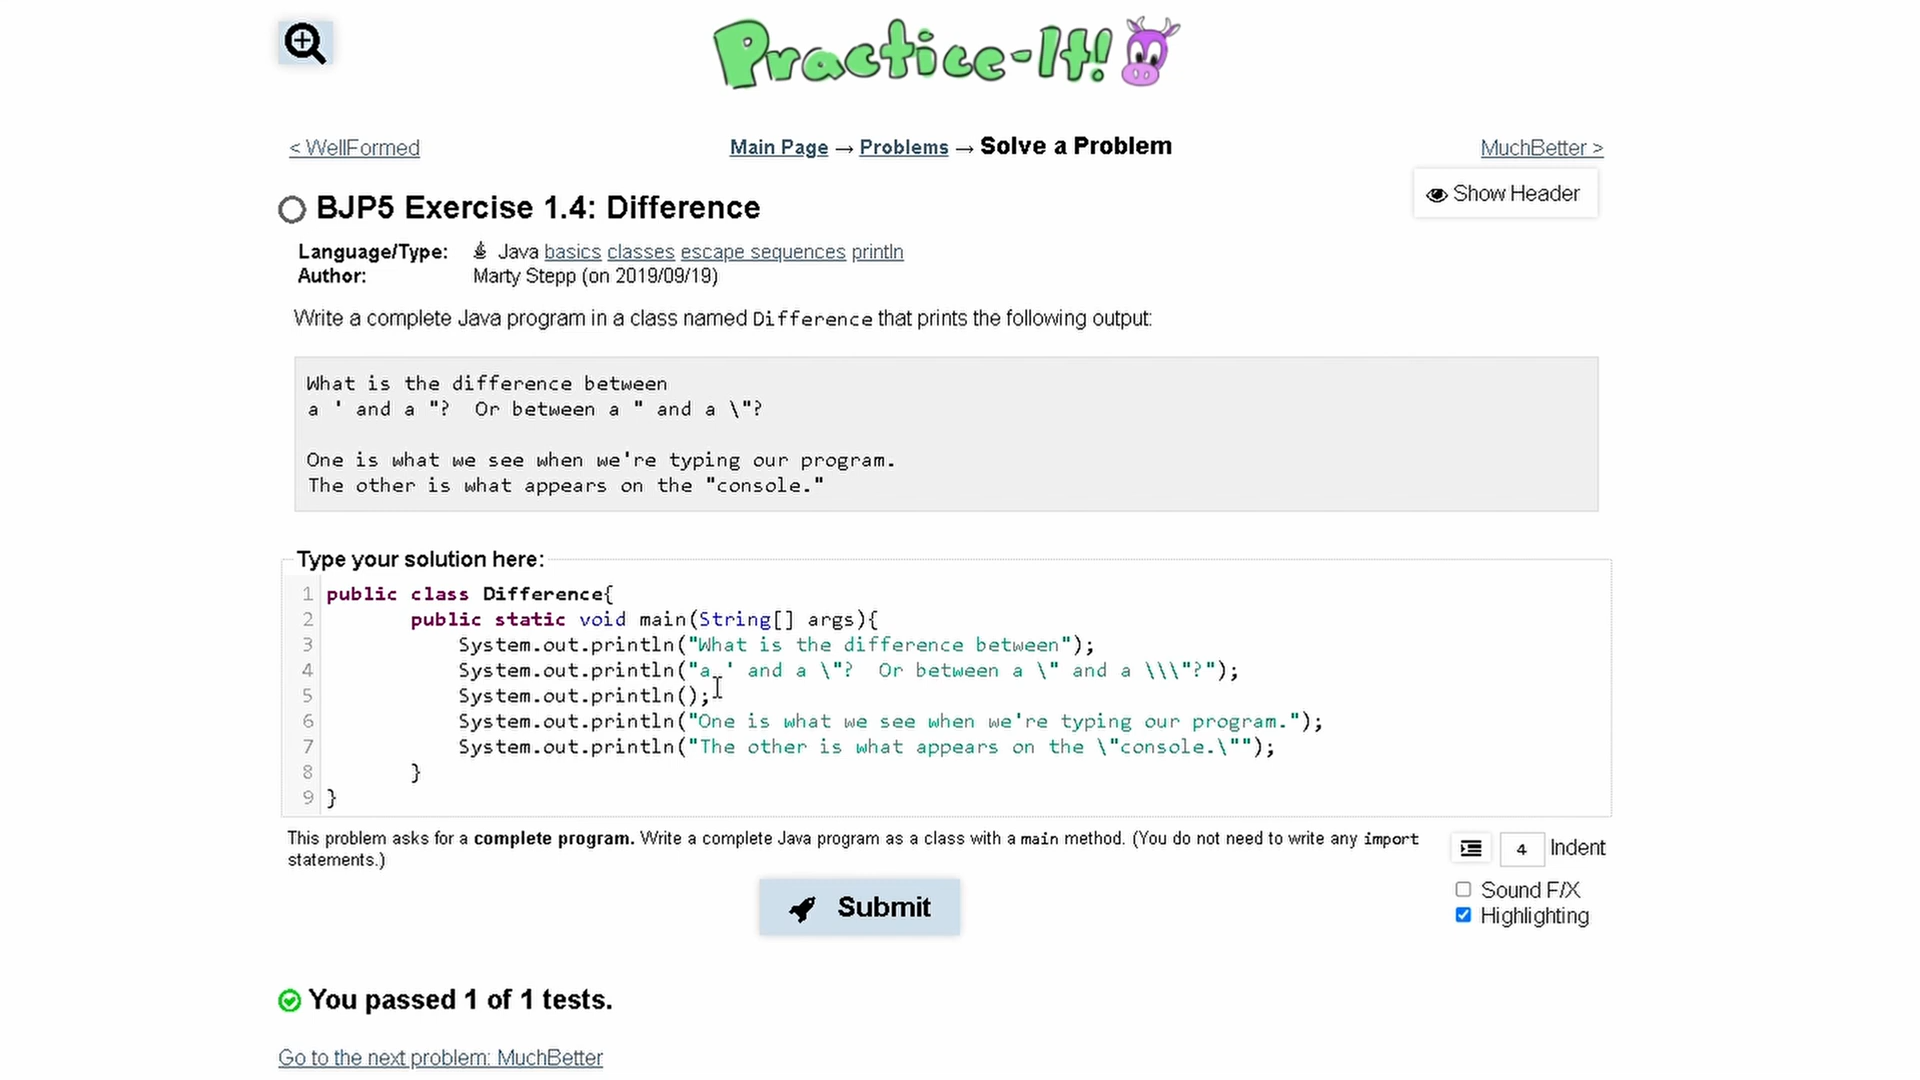 Practice-It!
< WellFormed
Main Page → Problems → Solve a Problem
MuchBetter >
Show Header
BJP5 Exercise 1.4: Difference
Language/Type: Java basics classes escape sequences println
Author: Marty Stepp (on 2019/09/19)
Write a complete Java program in a class named Difference that prints the following output:
What is the difference between
a ' and a "?  Or between a " and a \"?
One is what we see when we're typing our program.
The other is what appears on the "console."
Type your solution here:
1 public class Difference{
2 public static void main(String[] args){
3 System.out.println("What is the difference between");
4 System.out.println("a ' and a \"?  Or between a \" and a \\\"?");
5 System.out.println();
6 System.out.println("One is what we see when we're typing our program.");
7 System.out.println("The other is what appears on the \"console.\"");
8 }
9 }
This problem asks for a complete program. Write a complete Java program as a class with a main method. (You do not need to write any import
statements.)
4 Indent
Sound F/X
Highlighting
Submit
You passed 1 of 1 tests.
Go to the next problem: MuchBetter